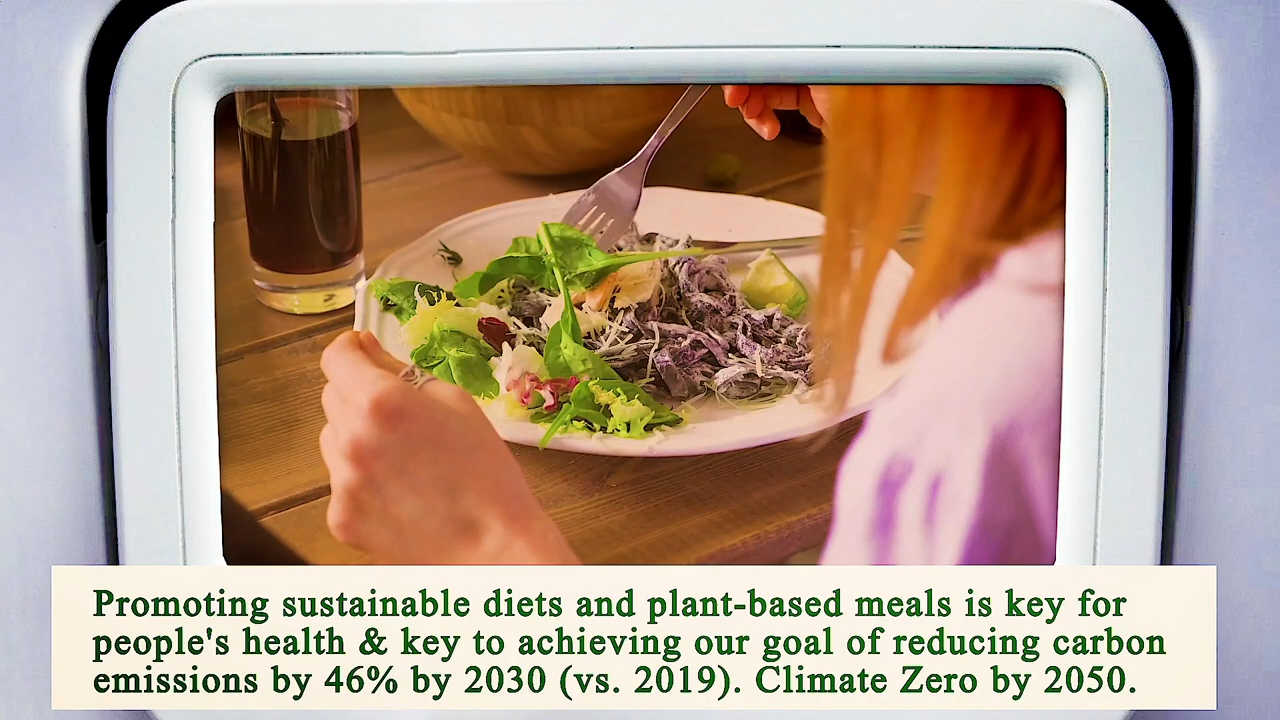 Promoting sustainable diets and plant-based meals is key for
people's health & key to achieving our goal of reducing carbon
emissions by 46% by 2030 (vs. 2019). Climate Zero by 2050.